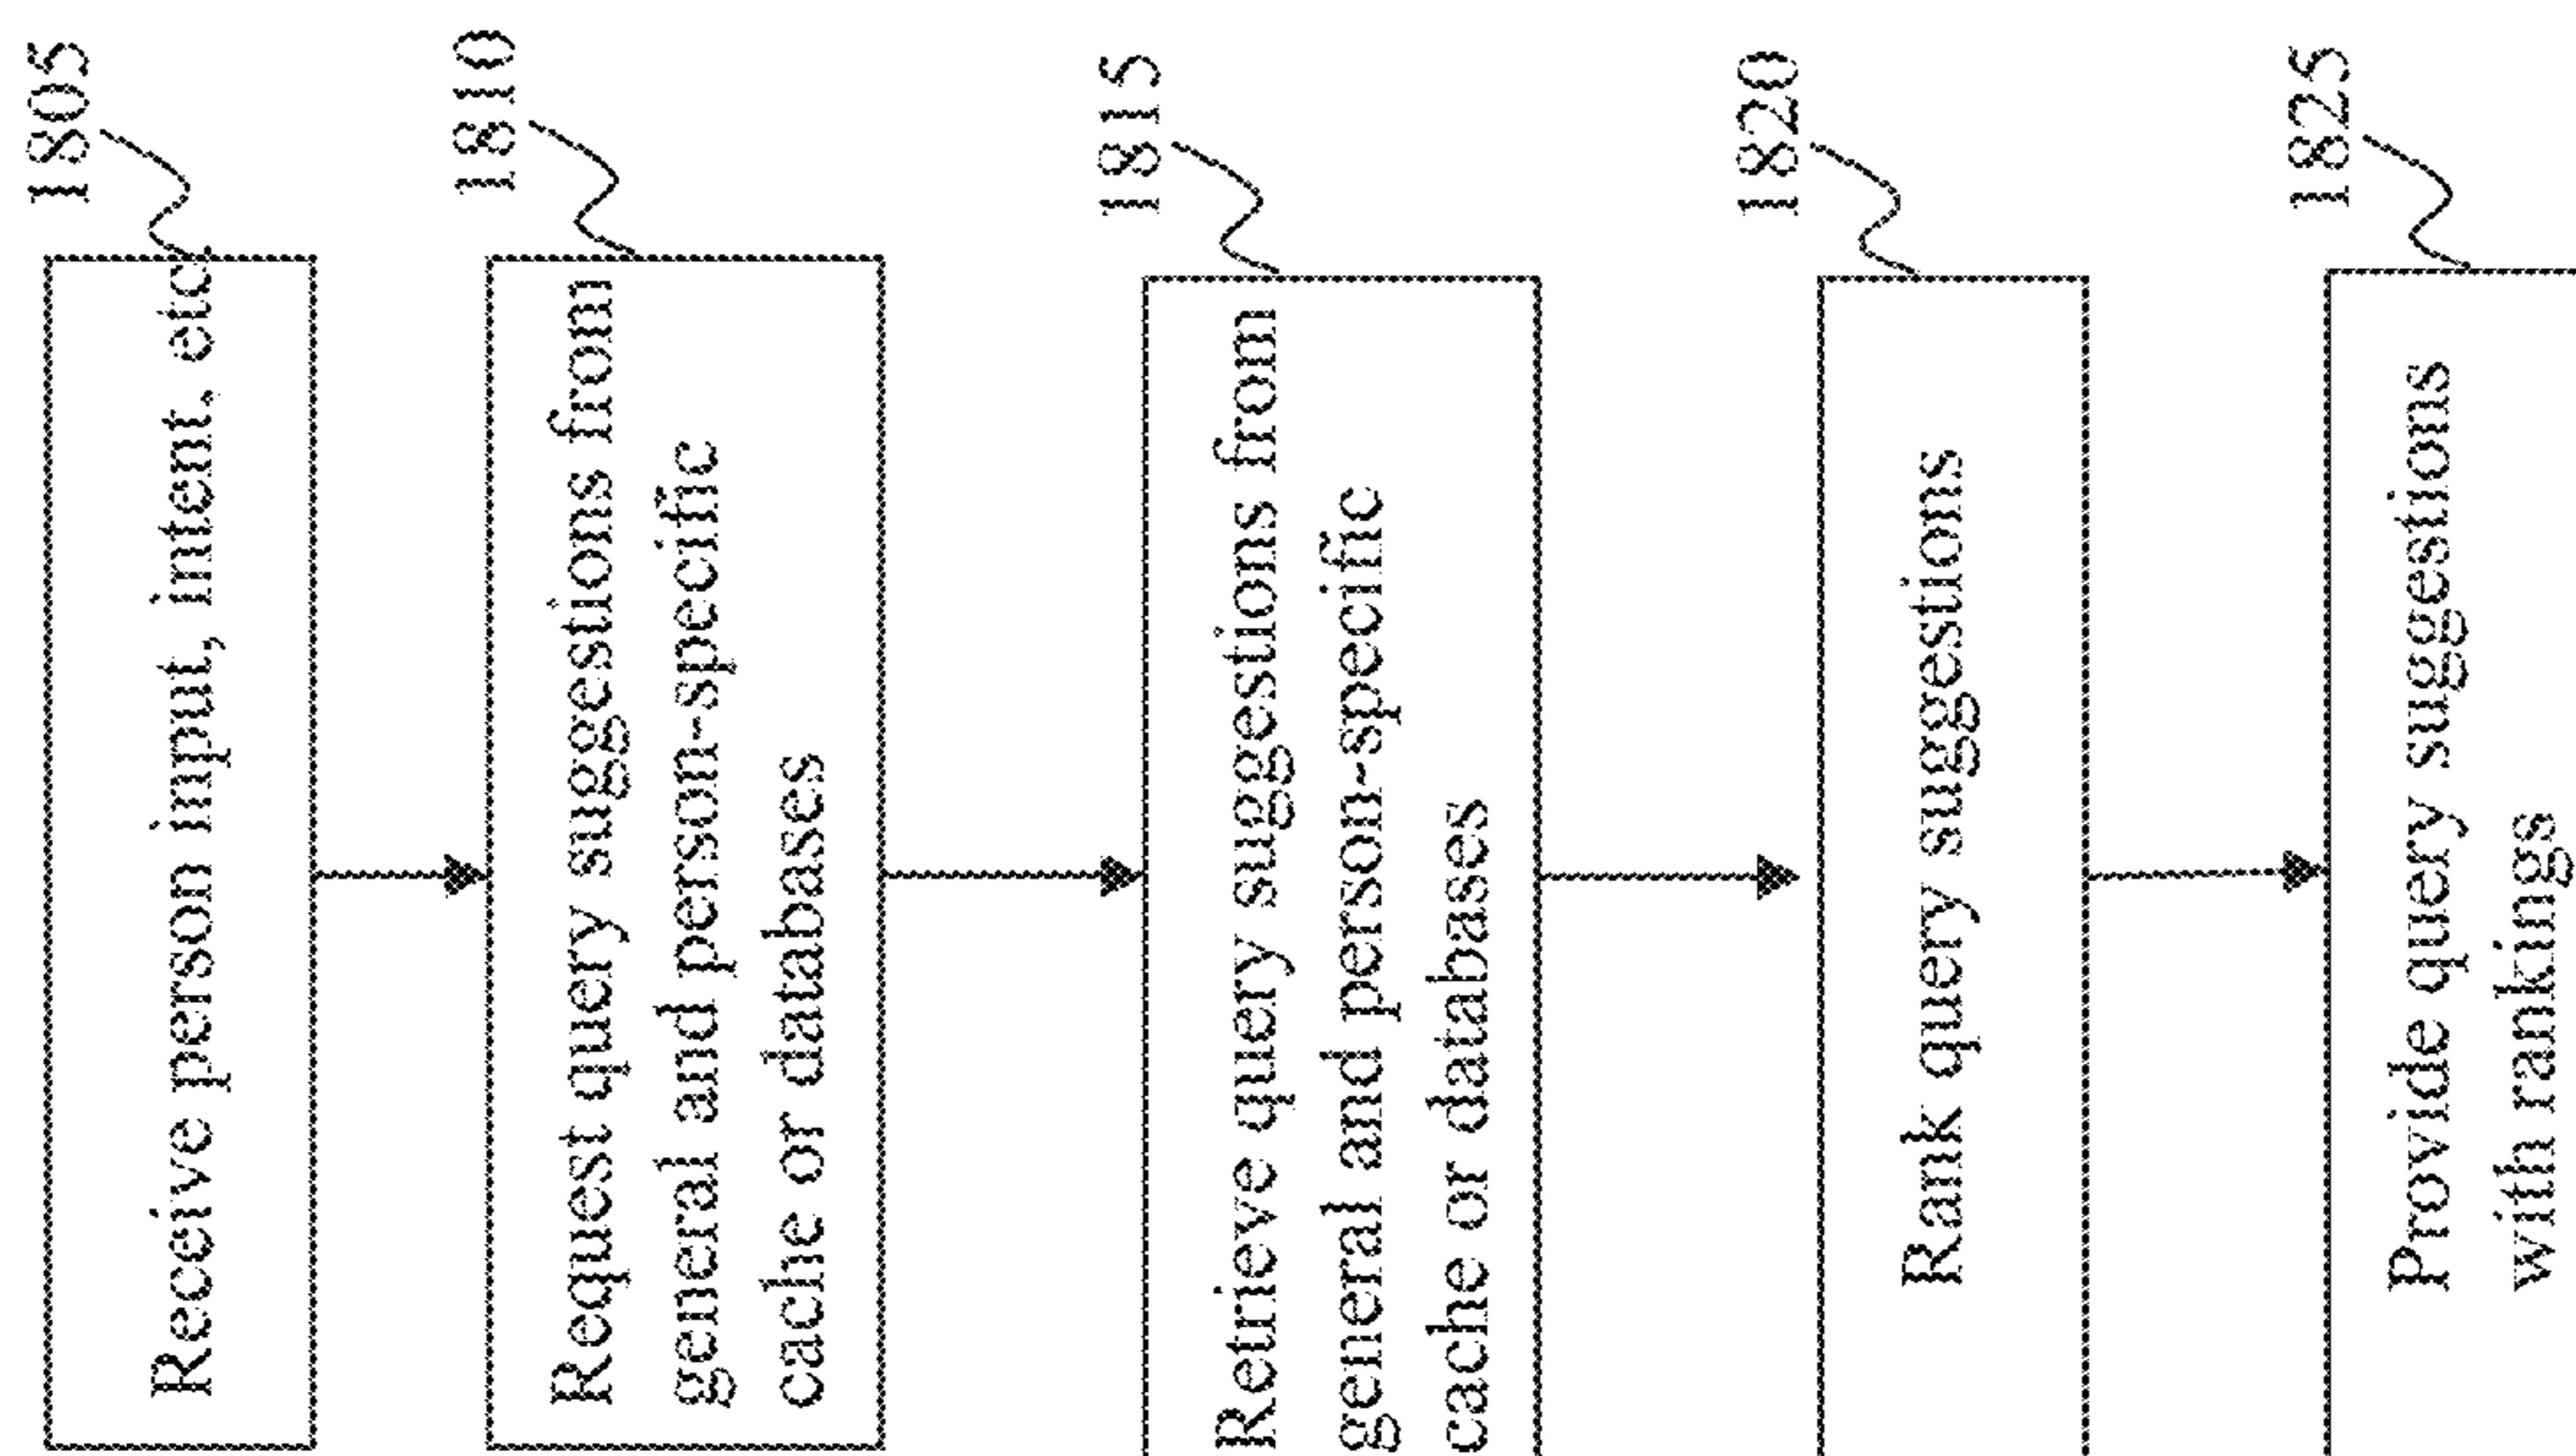 1805
Receive person input, intent, etc.
1810
Request query suggestions from
general and person-specific
cache or databases
1815
Retrieve query suggestions from
general and person-specific
cache or databases
1820
Rank query suggestions
1825
Provide query suggestions
with rankings